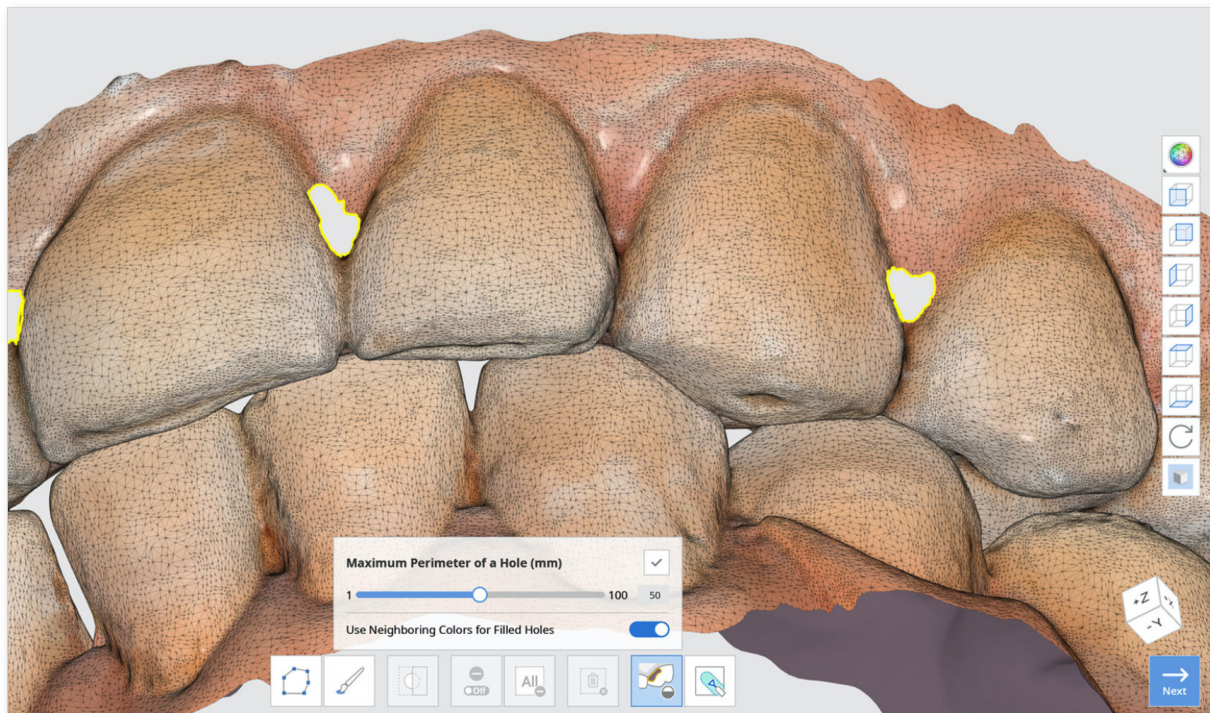 Maximum Perimeter of a Hole (mm)
1 100 50
Use Neighboring Colors for Filled Holes
Off
All
+Z
-Y
Next